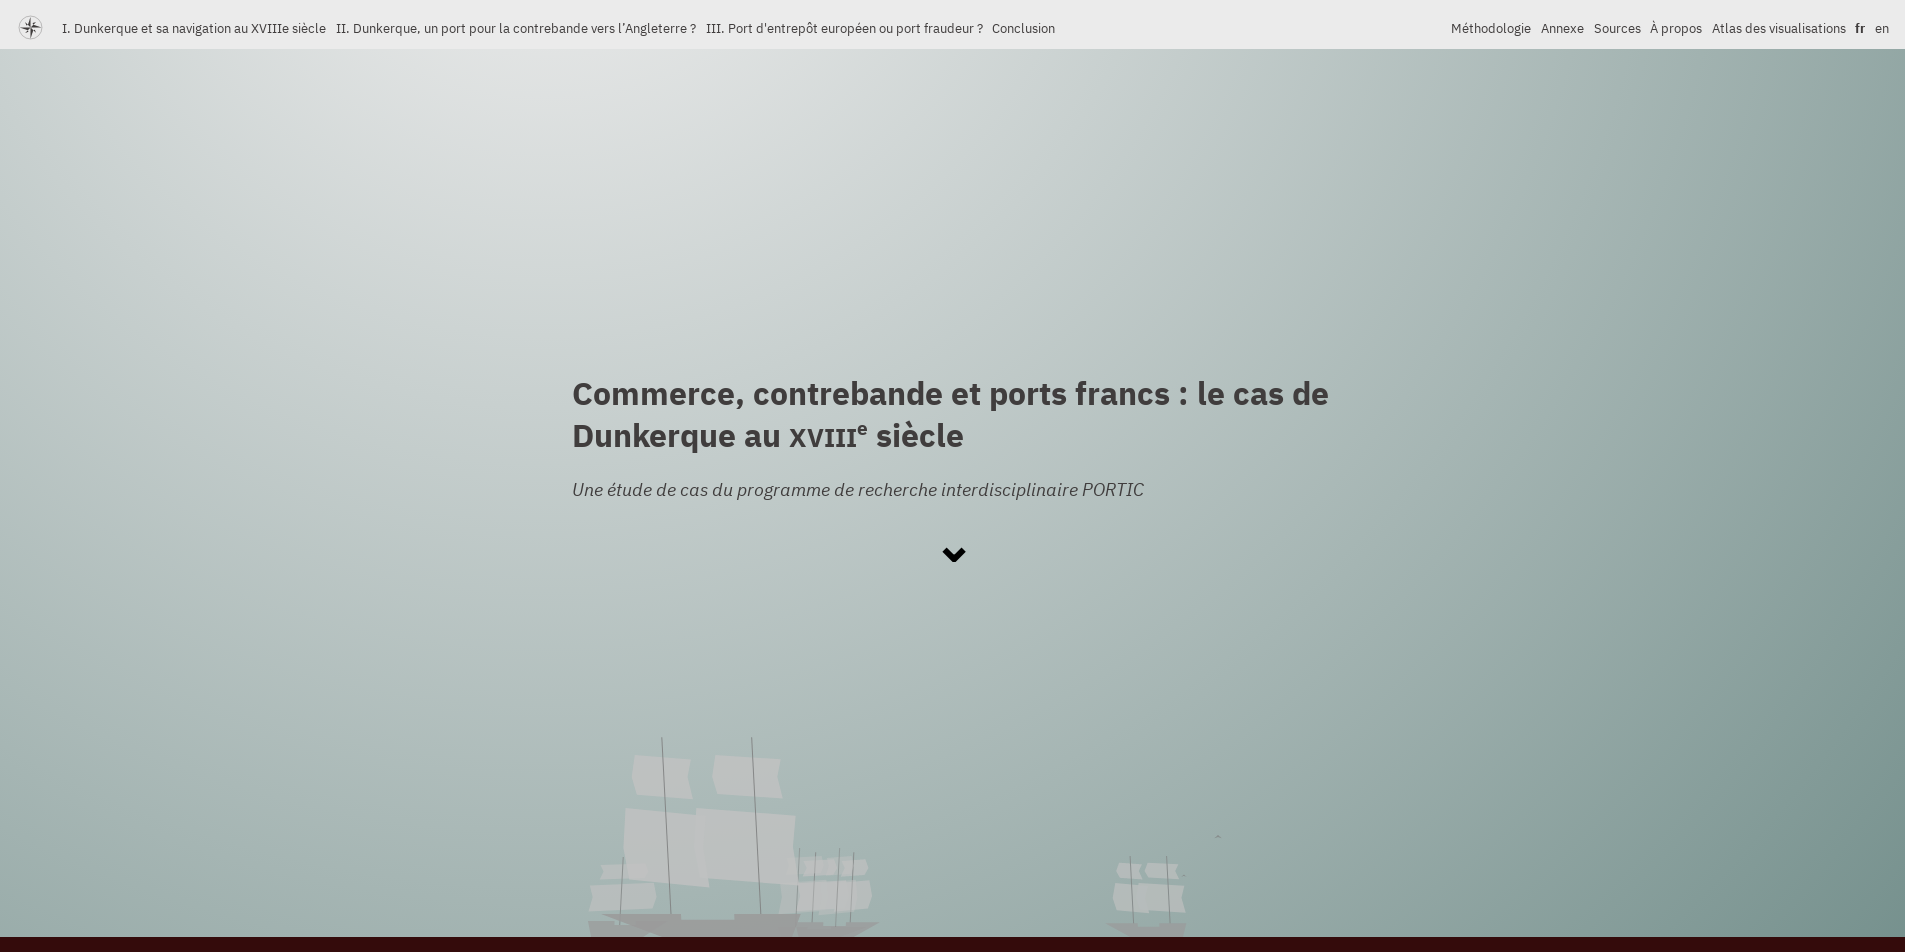 I. Dunkerque et sa navigation au XVIIIe siècle II. Dunkerque, un port pour la contrebande vers l’Angleterre ? III. Port d'entrepôt européen ou port fraudeur ? Conclusion Méthodologie Annexe Sources À propos Atlas des visualisations fr en
Commerce, contrebande et ports francs : le cas de
Dunkerque au XVIIIe siècle
Une étude de cas du programme de recherche interdisciplinaire PORTIC